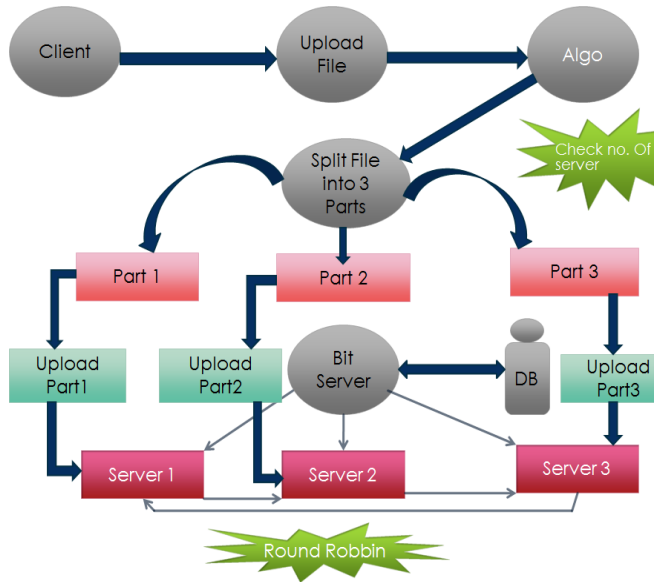 Client
Upload
File
Algo
Check no. Of
server
Split File
into 3
Parts
Part 1
Part 2
Part 3
Upload
Part1
Upload
Part2
Bit
Server
DB
Upload
Part3
Server 1
Server 2
Server 3
Round Robbin